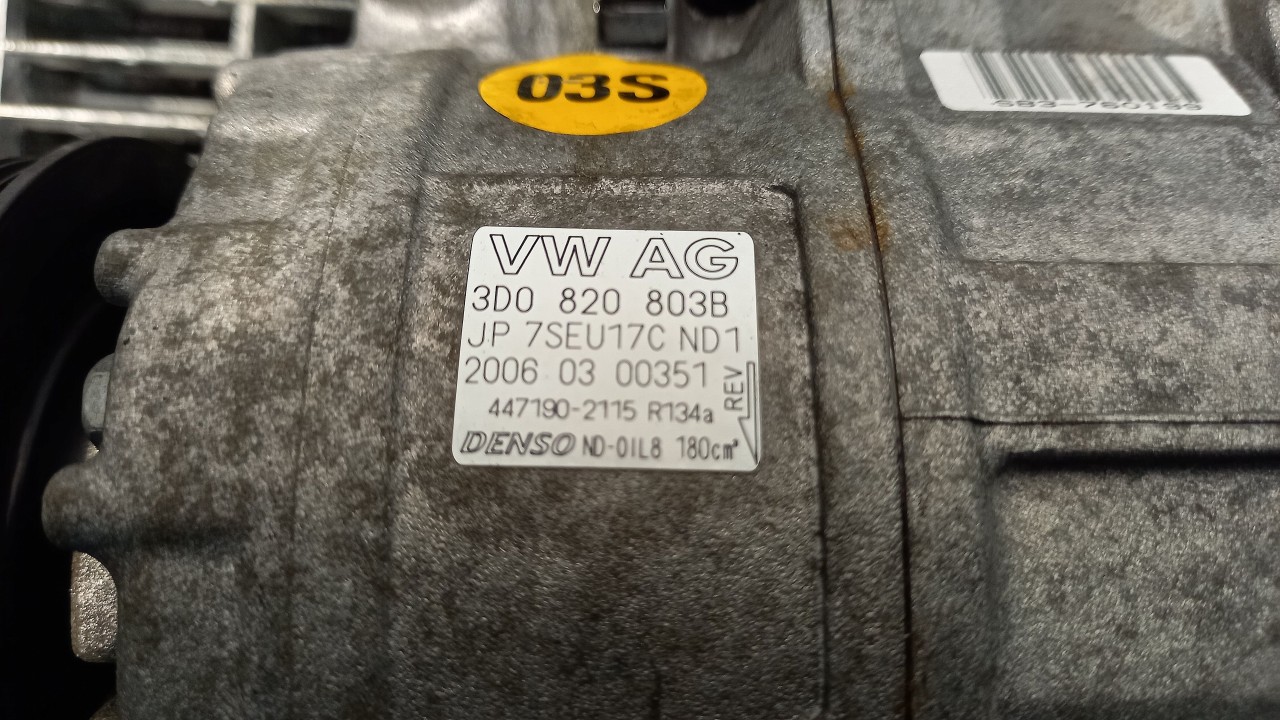 03S
VW AG
3D0 820 803B
JP 7SEU17C ND1
2006 03 00351
REV
447190-2115 R134a
DENSO ND-OIL8 180cm³